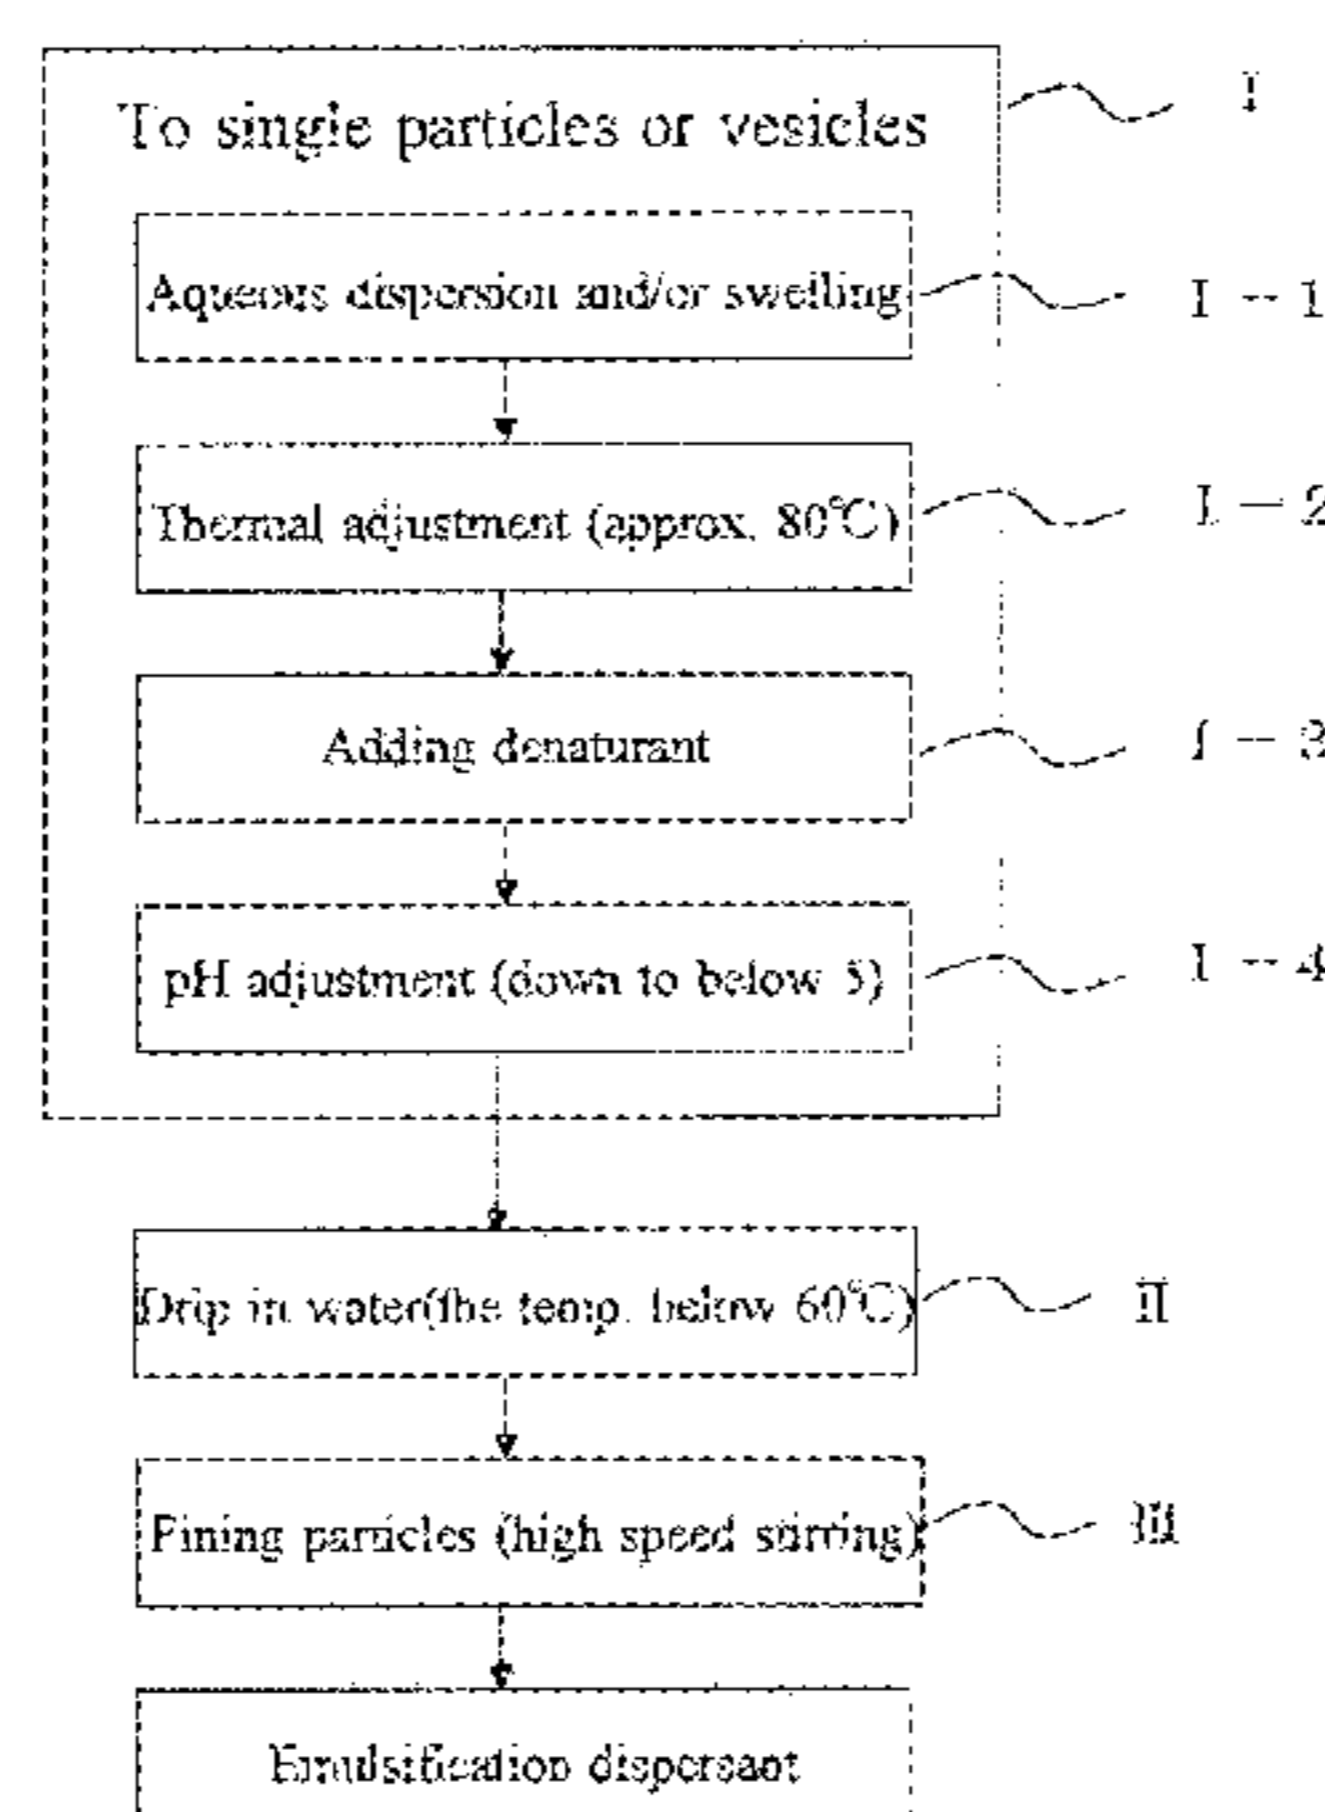 To single particles or vesicles
I
Aqueous dispersion and/or swelling
I - 1
Thermal adjustment (approx. 80℃)
I - 2
Adding denaturant
I - 3
pH adjustment (down to below 5)
I - 4
Drip in water(the temp. below 60℃)
II
Fining particles (high speed stirring)
III
Emulsification dispersant